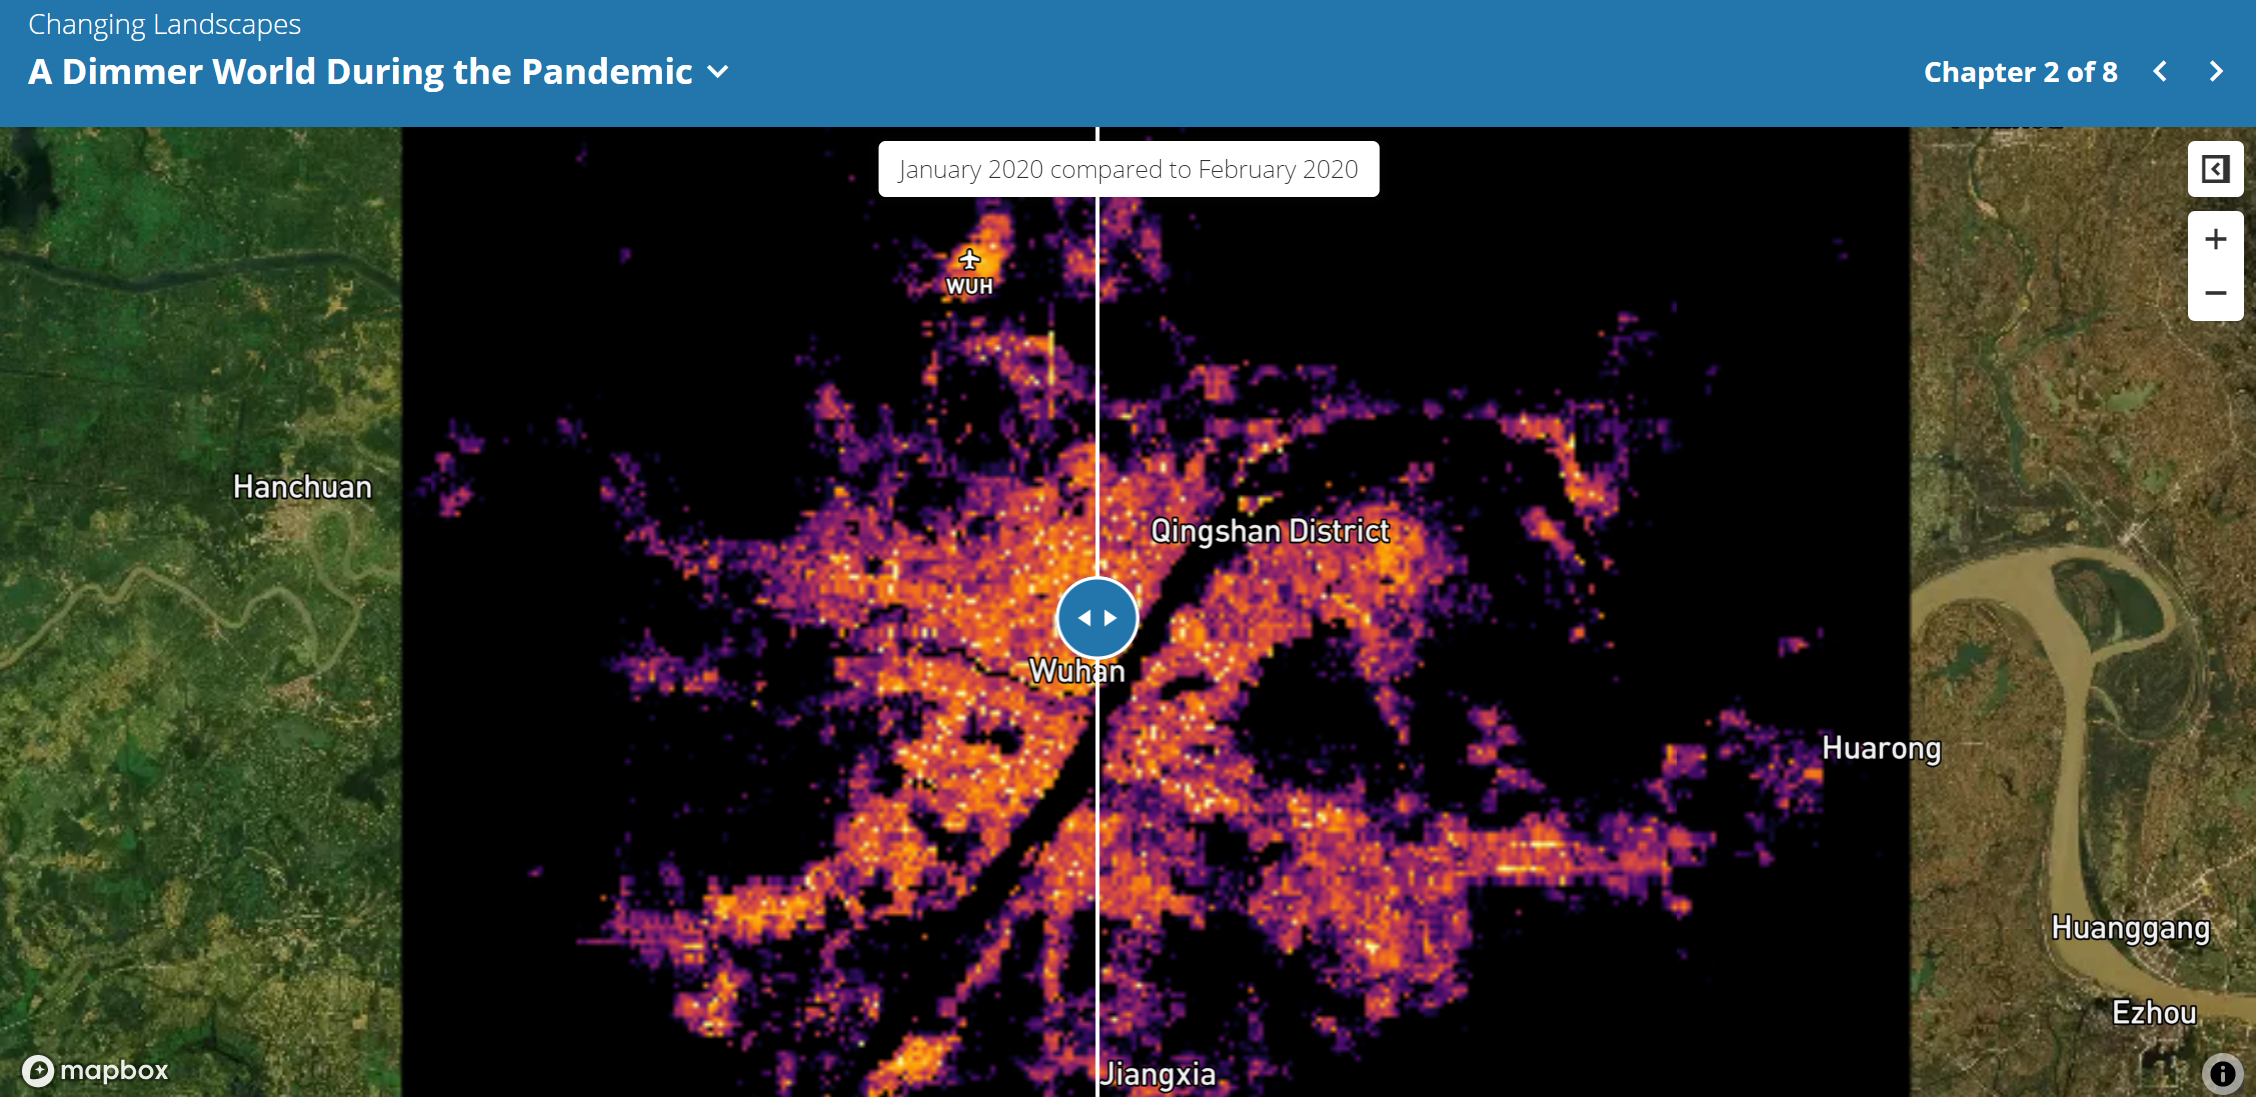 Changing Landscapes
A Dimmer World During the Pandemic
Chapter 2 of 8
January 2020 compared to February 2020
WUH
Hanchuan
Qingshan District
Wuhan
Huarong
Huanggang
Ezhou
Jiangxia
mapbox